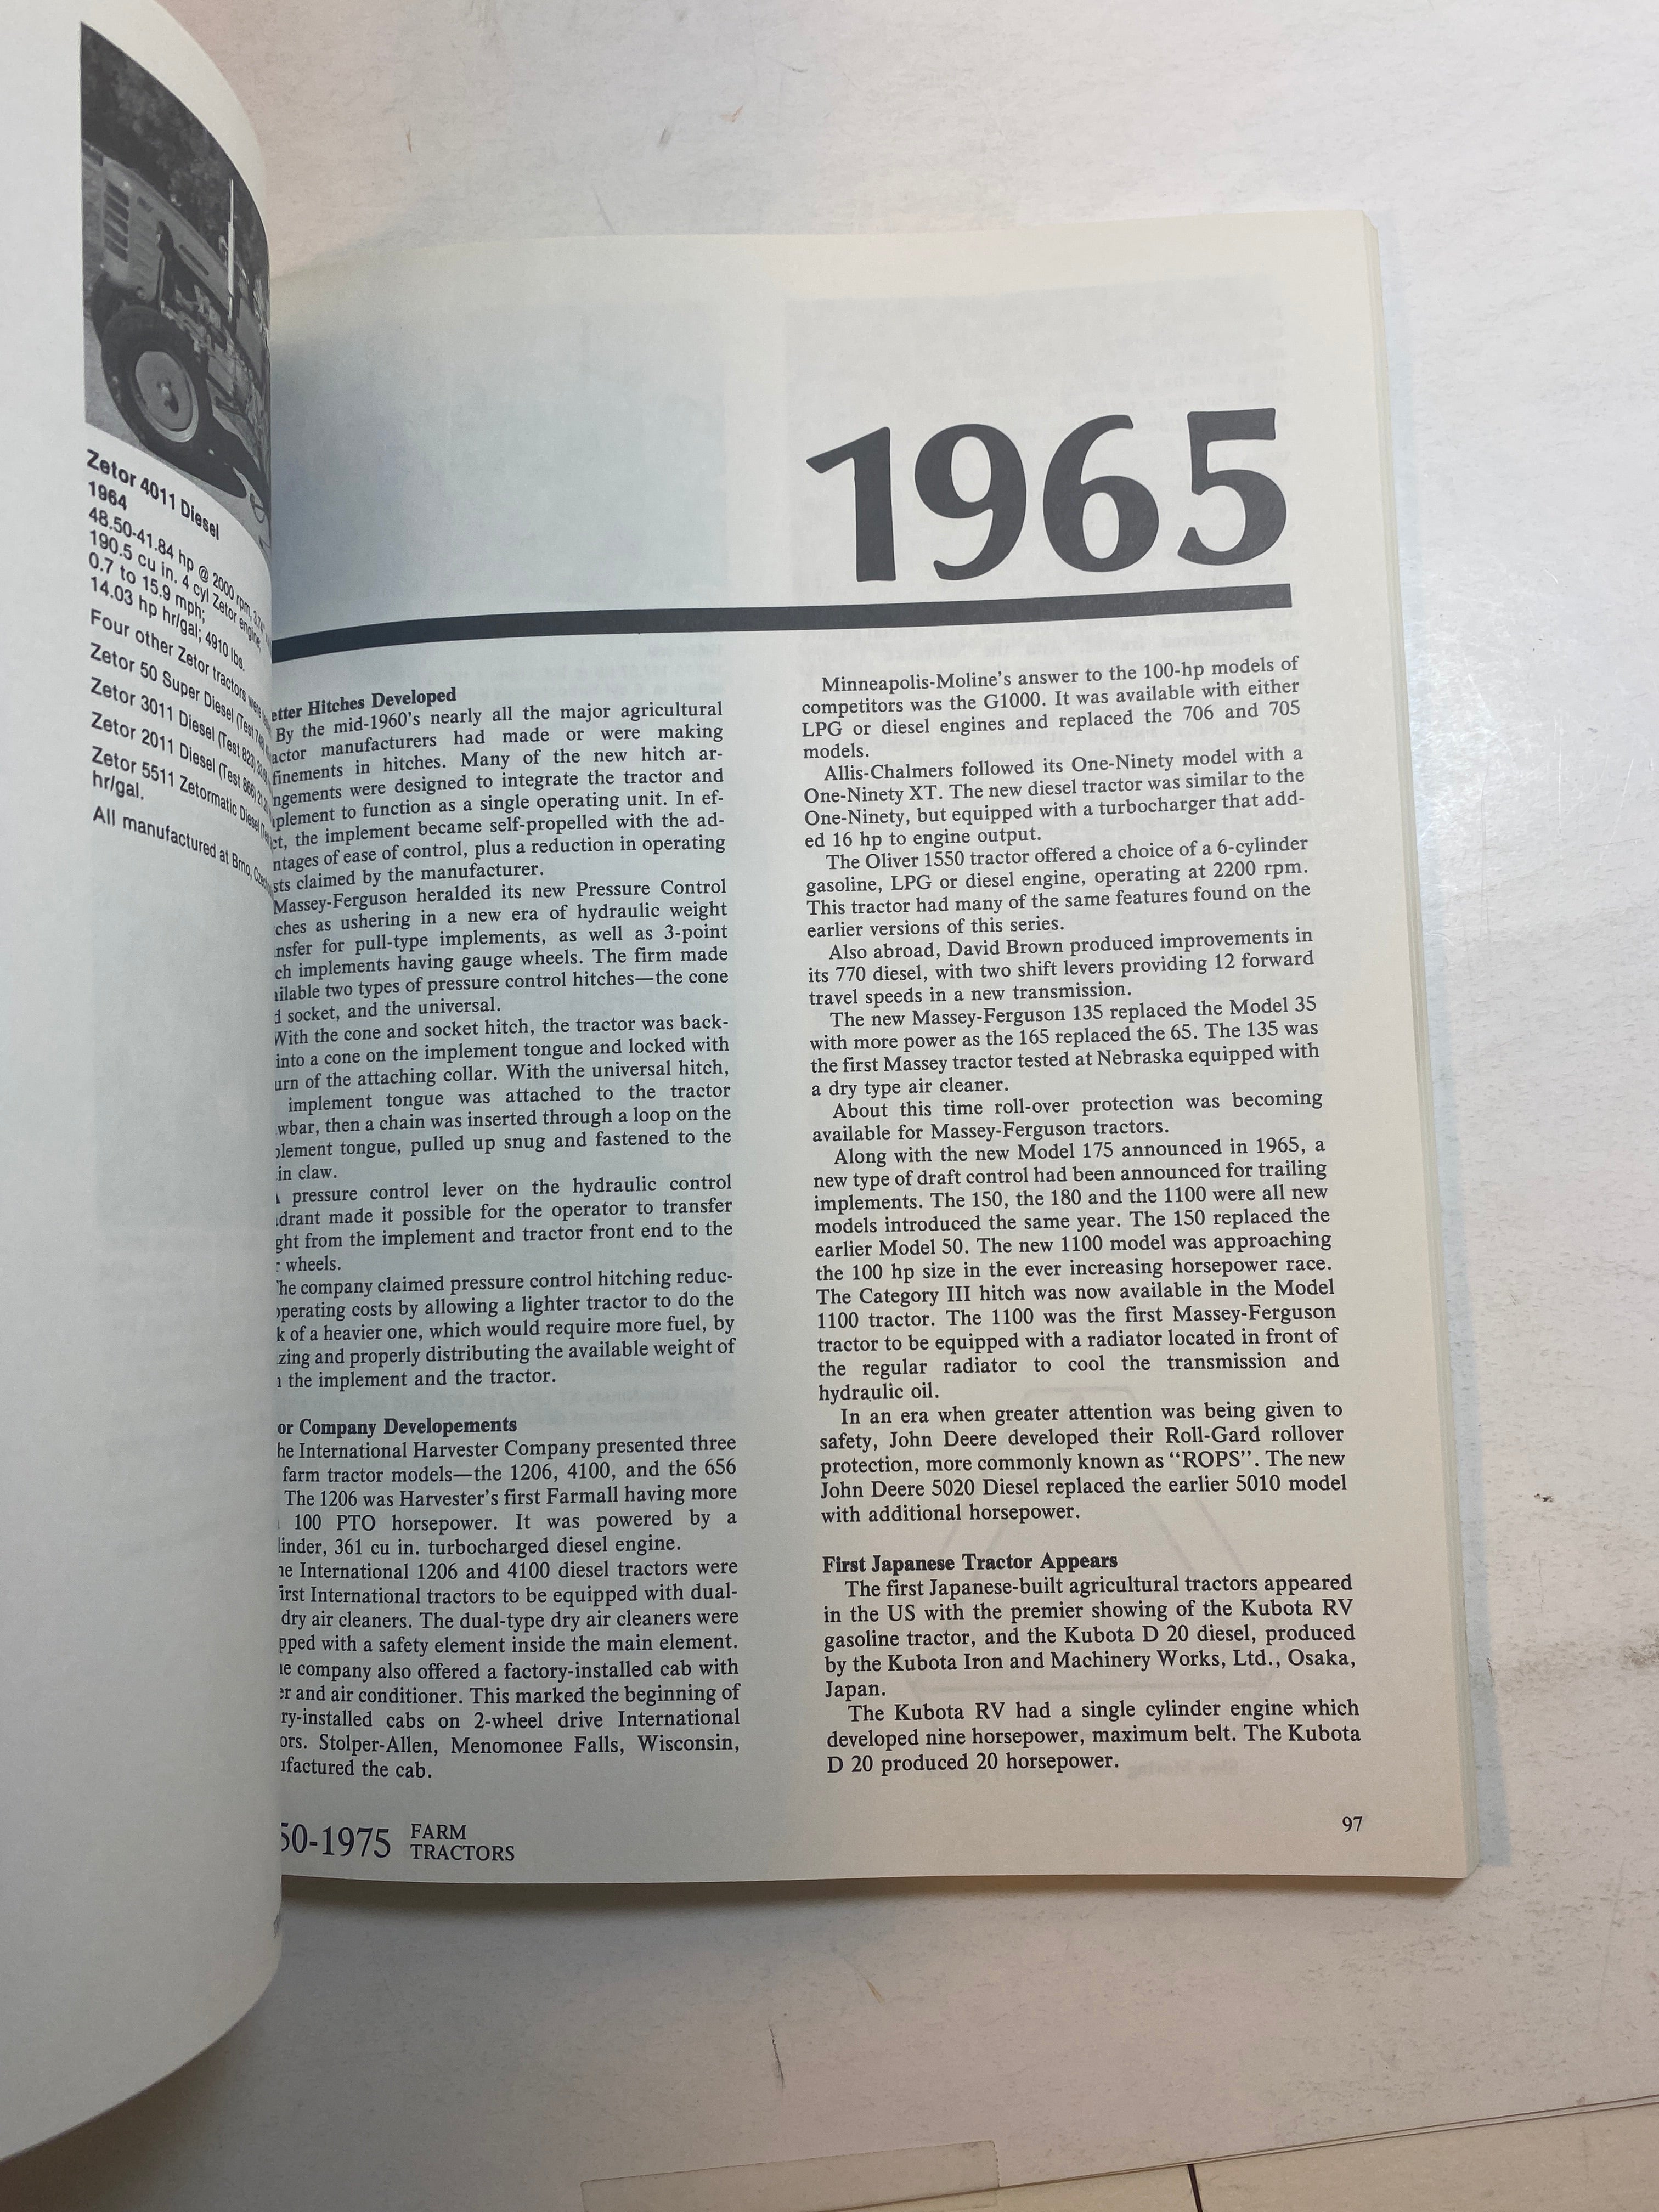 Zetor 4011 Diesel
1964
48.50-41.84 hp @ 2000 rpm,
190.5 cu in. 4 cyl Zetor engine;
0.7 to 15.9 mph;
14.03 hp hr/gal; 4910 lbs.
Four other Zetor tractors were
Zetor 50 Super Diesel (Test
Zetor 3011 Diesel (Test
Zetor 2011 Diesel (Test
Zetor 5511 Zetormatic Diesel
hr/gal.
All manufactured at Brno,
1965
Hitches Developed
By the mid-1960's nearly all the major agricultural
manufacturers had made or were making
in hitches. Many of the new hitch ar-
were designed to integrate the tractor and
to function as a single operating unit. In ef-
the implement became self-propelled with the ad-
of ease of control, plus a reduction in operating
claimed by the manufacturer.
Massey-Ferguson heralded its new Pressure Control
as ushering in a new era of hydraulic weight
for pull-type implements, as well as 3-point
implements having gauge wheels. The firm made
two types of pressure control hitches—the cone
socket, and the universal.
With the cone and socket hitch, the tractor was back-
into a cone on the implement tongue and locked with
of the attaching collar. With the universal hitch,
implement tongue was attached to the tractor
then a chain was inserted through a loop on the
tongue, pulled up snug and fastened to the
claw.
pressure control lever on the hydraulic control
made it possible for the operator to transfer
from the implement and tractor front end to the
wheels.
The company claimed pressure control hitching reduc-
operating costs by allowing a lighter tractor to do the
of a heavier one, which would require more fuel, by
and properly distributing the available weight of
the implement and the tractor.
Company Developements
International Harvester Company presented three
farm tractor models—the 1206, 4100, and the 656
The 1206 was Harvester's first Farmall having more
100 PTO horsepower. It was powered by a
361 cu in. turbocharged diesel engine.
International 1206 and 4100 diesel tractors were
International tractors to be equipped with dual-
dry air cleaners. The dual-type dry air cleaners were
with a safety element inside the main element.
company also offered a factory-installed cab with
and air conditioner. This marked the beginning of
cabs on 2-wheel drive International
Stolper-Allen, Menomonee Falls, Wisconsin,
the cab.
Minneapolis-Moline's answer to the 100-hp models of
competitors was the G1000. It was available with either
LPG or diesel engines and replaced the 706 and 705
models.
Allis-Chalmers followed its One-Ninety model with a
One-Ninety XT. The new diesel tractor was similar to the
One-Ninety, but equipped with a turbocharger that add-
ed 16 hp to engine output.
The Oliver 1550 tractor offered a choice of a 6-cylinder
gasoline, LPG or diesel engine, operating at 2200 rpm.
This tractor had many of the same features found on the
earlier versions of this series.
Also abroad, David Brown produced improvements in
its 770 diesel, with two shift levers providing 12 forward
travel speeds in a new transmission.
The new Massey-Ferguson 135 replaced the Model 35
with more power as the 165 replaced the 65. The 135 was
the first Massey tractor tested at Nebraska equipped with
a dry type air cleaner.
About this time roll-over protection was becoming
available for Massey-Ferguson tractors.
Along with the new Model 175 announced in 1965, a
new type of draft control had been announced for trailing
implements. The 150, the 180 and the 1100 were all new
models introduced the same year. The 150 replaced the
earlier Model 50. The new 1100 model was approaching
the 100 hp size in the ever increasing horsepower race.
The Category III hitch was now available in the Model
1100 tractor. The 1100 was the first Massey-Ferguson
tractor to be equipped with a radiator located in front of
the regular radiator to cool the transmission and
hydraulic oil.
In an era when greater attention was being given to
safety, John Deere developed their Roll-Gard rollover
protection, more commonly known as “ROPS”. The new
John Deere 5020 Diesel replaced the earlier 5010 model
with additional horsepower.
First Japanese Tractor Appears
The first Japanese-built agricultural tractors appeared
in the US with the premier showing of the Kubota RV
gasoline tractor, and the Kubota D 20 diesel, produced
by the Kubota Iron and Machinery Works, Ltd., Osaka,
Japan.
The Kubota RV had a single cylinder engine which
developed nine horsepower, maximum belt. The Kubota
D 20 produced 20 horsepower.
50-1975 FARM
TRACTORS
97